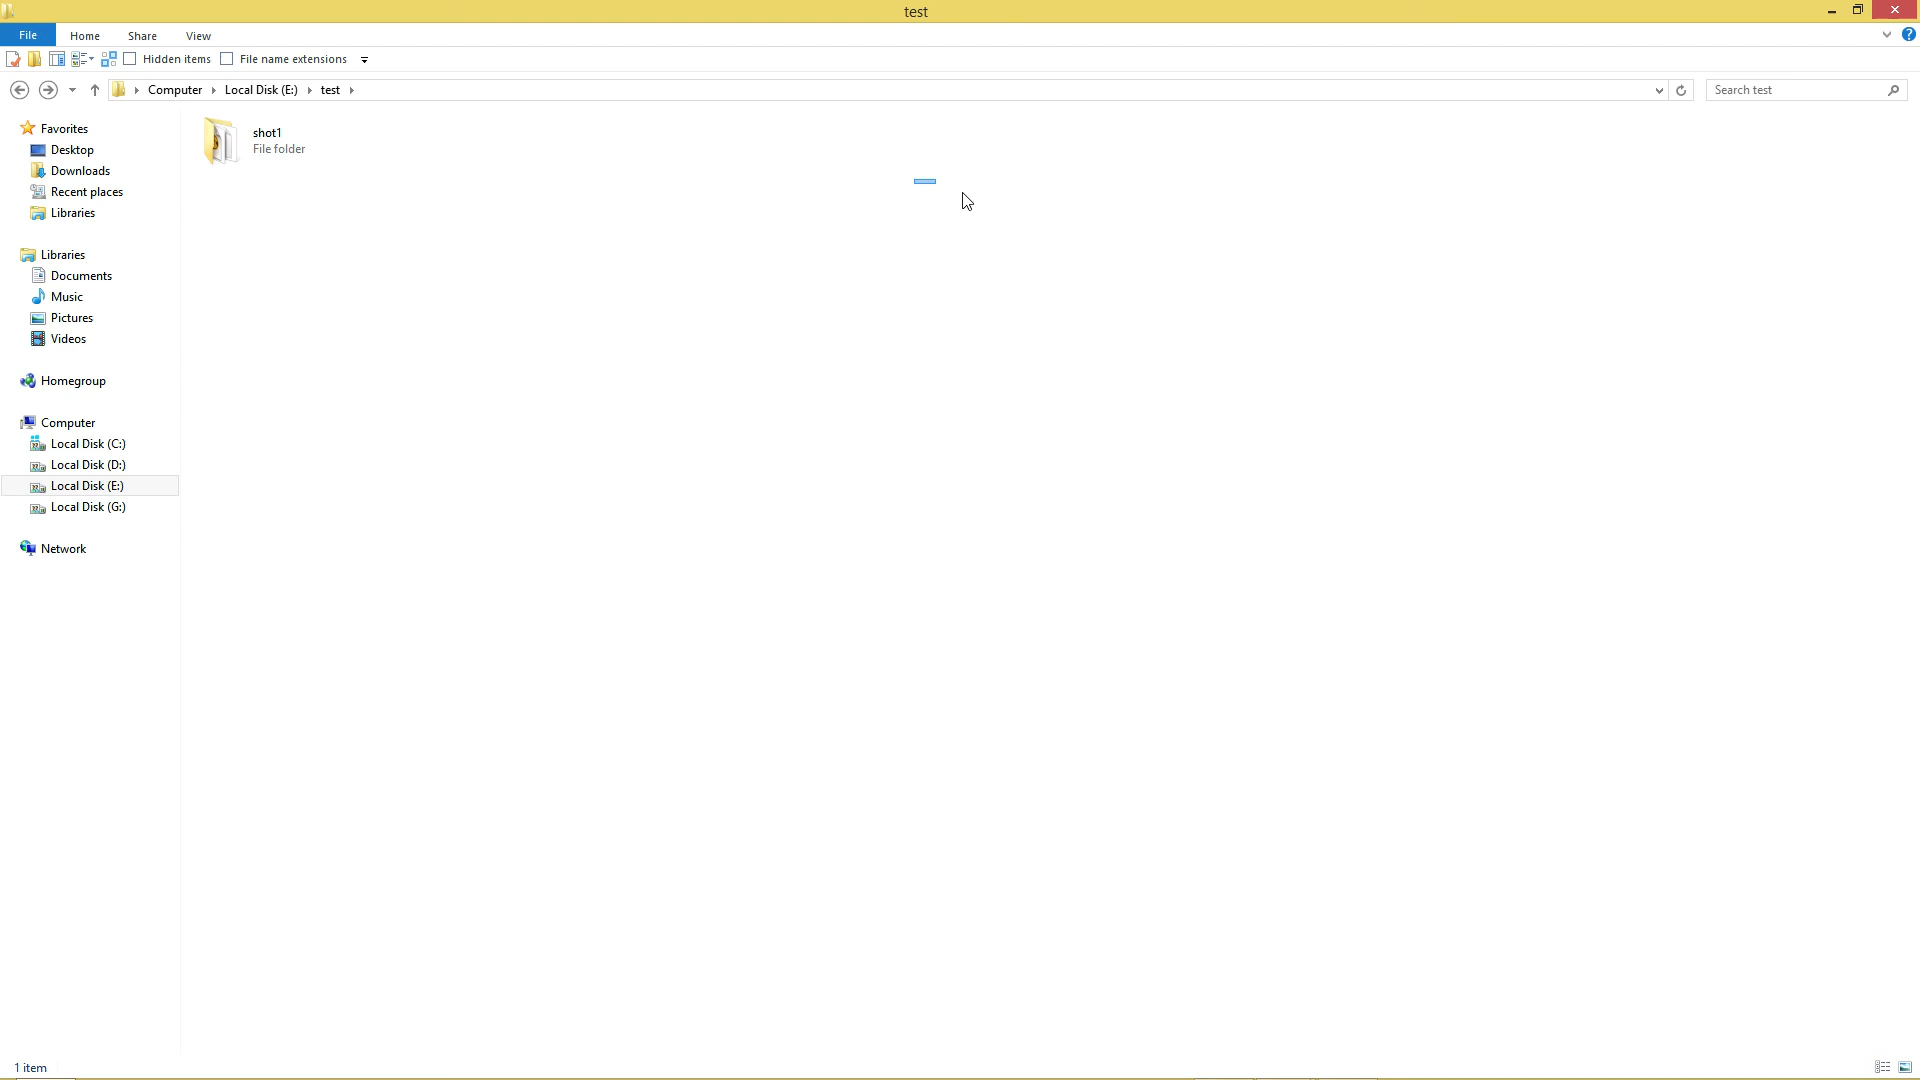 test
File Home Share View
Hidden items File name extensions
Computer Local Disk (E:) test Search test
Favorites
Desktop
Downloads
Recent places
Libraries
Libraries
Documents
Music
Pictures
Videos
Homegroup
Computer
Local Disk (C:)
Local Disk (D:)
Local Disk (E:)
Local Disk (G:)
Network
shot1
File folder
1 item